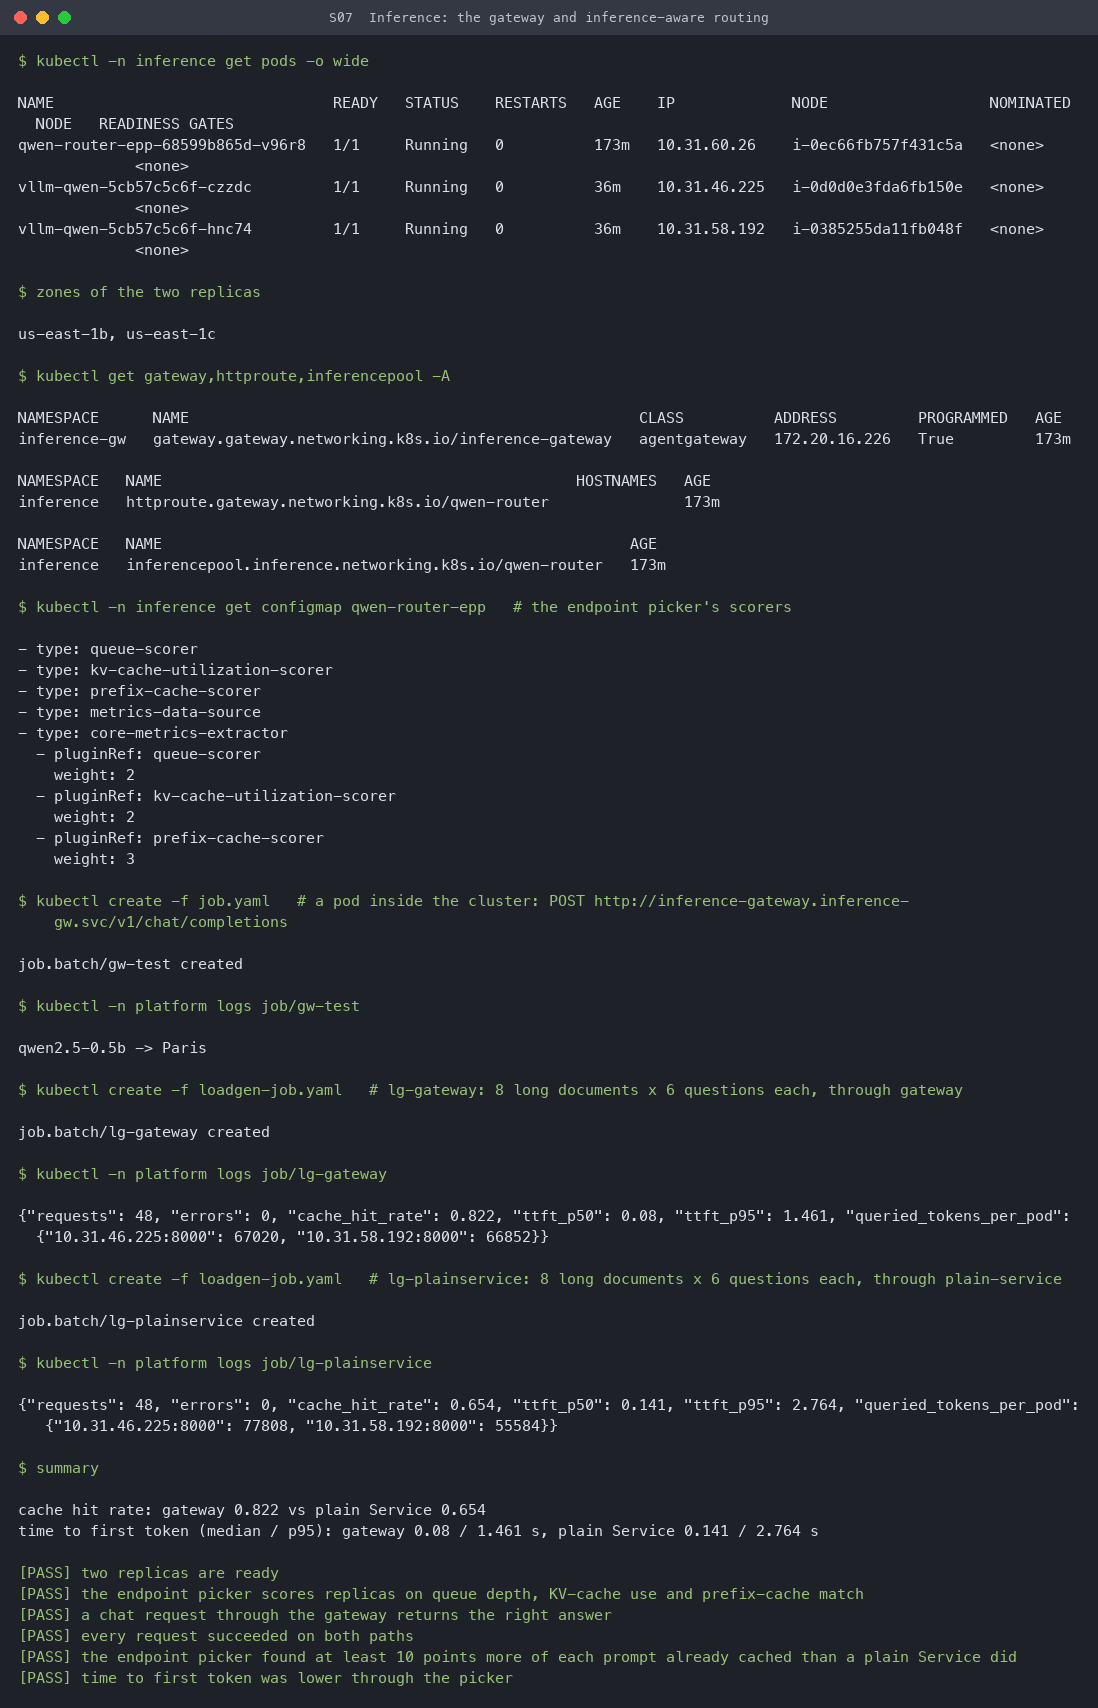 S07  Inference: the gateway and inference-aware routing
$ kubectl -n inference get pods -o wide
NAME                               READY   STATUS    RESTARTS   AGE    IP             NODE                  NOMINATED
  NODE   READINESS GATES
qwen-router-epp-68599b865d-v96r8   1/1     Running   0          173m   10.31.60.26    i-0ec66fb757f431c5a   <none>
             <none>
vllm-qwen-5cb57c5c6f-czzdc         1/1     Running   0          36m    10.31.46.225   i-0d0d0e3fda6fb150e   <none>
             <none>
vllm-qwen-5cb57c5c6f-hnc74         1/1     Running   0          36m    10.31.58.192   i-0385255da11fb048f   <none>
             <none>
$ zones of the two replicas
us-east-1b, us-east-1c
$ kubectl get gateway,httproute,inferencepool -A
NAMESPACE      NAME                                                  CLASS          ADDRESS         PROGRAMMED   AGE
inference-gw   gateway.gateway.networking.k8s.io/inference-gateway   agentgateway   172.20.16.226   True         173m
NAMESPACE   NAME                                              HOSTNAMES   AGE
inference   httproute.gateway.networking.k8s.io/qwen-router               173m
NAMESPACE   NAME                                                    AGE
inference   inferencepool.inference.networking.k8s.io/qwen-router   173m
$ kubectl -n inference get configmap qwen-router-epp   # the endpoint picker's scorers
- type: queue-scorer
- type: kv-cache-utilization-scorer
- type: prefix-cache-scorer
- type: metrics-data-source
- type: core-metrics-extractor
  - pluginRef: queue-scorer
    weight: 2
  - pluginRef: kv-cache-utilization-scorer
    weight: 2
  - pluginRef: prefix-cache-scorer
    weight: 3
$ kubectl create -f job.yaml   # a pod inside the cluster: POST http://inference-gateway.inference-
    gw.svc/v1/chat/completions
job.batch/gw-test created
$ kubectl -n platform logs job/gw-test
qwen2.5-0.5b -> Paris
$ kubectl create -f loadgen-job.yaml   # lg-gateway: 8 long documents x 6 questions each, through gateway
job.batch/lg-gateway created
$ kubectl -n platform logs job/lg-gateway
{"requests": 48, "errors": 0, "cache_hit_rate": 0.822, "ttft_p50": 0.08, "ttft_p95": 1.461, "queried_tokens_per_pod":
  {"10.31.46.225:8000": 67020, "10.31.58.192:8000": 66852}}
$ kubectl create -f loadgen-job.yaml   # lg-plainservice: 8 long documents x 6 questions each, through plain-service
job.batch/lg-plainservice created
$ kubectl -n platform logs job/lg-plainservice
{"requests": 48, "errors": 0, "cache_hit_rate": 0.654, "ttft_p50": 0.141, "ttft_p95": 2.764, "queried_tokens_per_pod":
   {"10.31.46.225:8000": 77808, "10.31.58.192:8000": 55584}}
$ summary
cache hit rate: gateway 0.822 vs plain Service 0.654
time to first token (median / p95): gateway 0.08 / 1.461 s, plain Service 0.141 / 2.764 s
[PASS] two replicas are ready
[PASS] the endpoint picker scores replicas on queue depth, KV-cache use and prefix-cache match
[PASS] a chat request through the gateway returns the right answer
[PASS] every request succeeded on both paths
[PASS] the endpoint picker found at least 10 points more of each prompt already cached than a plain Service did
[PASS] time to first token was lower through the picker